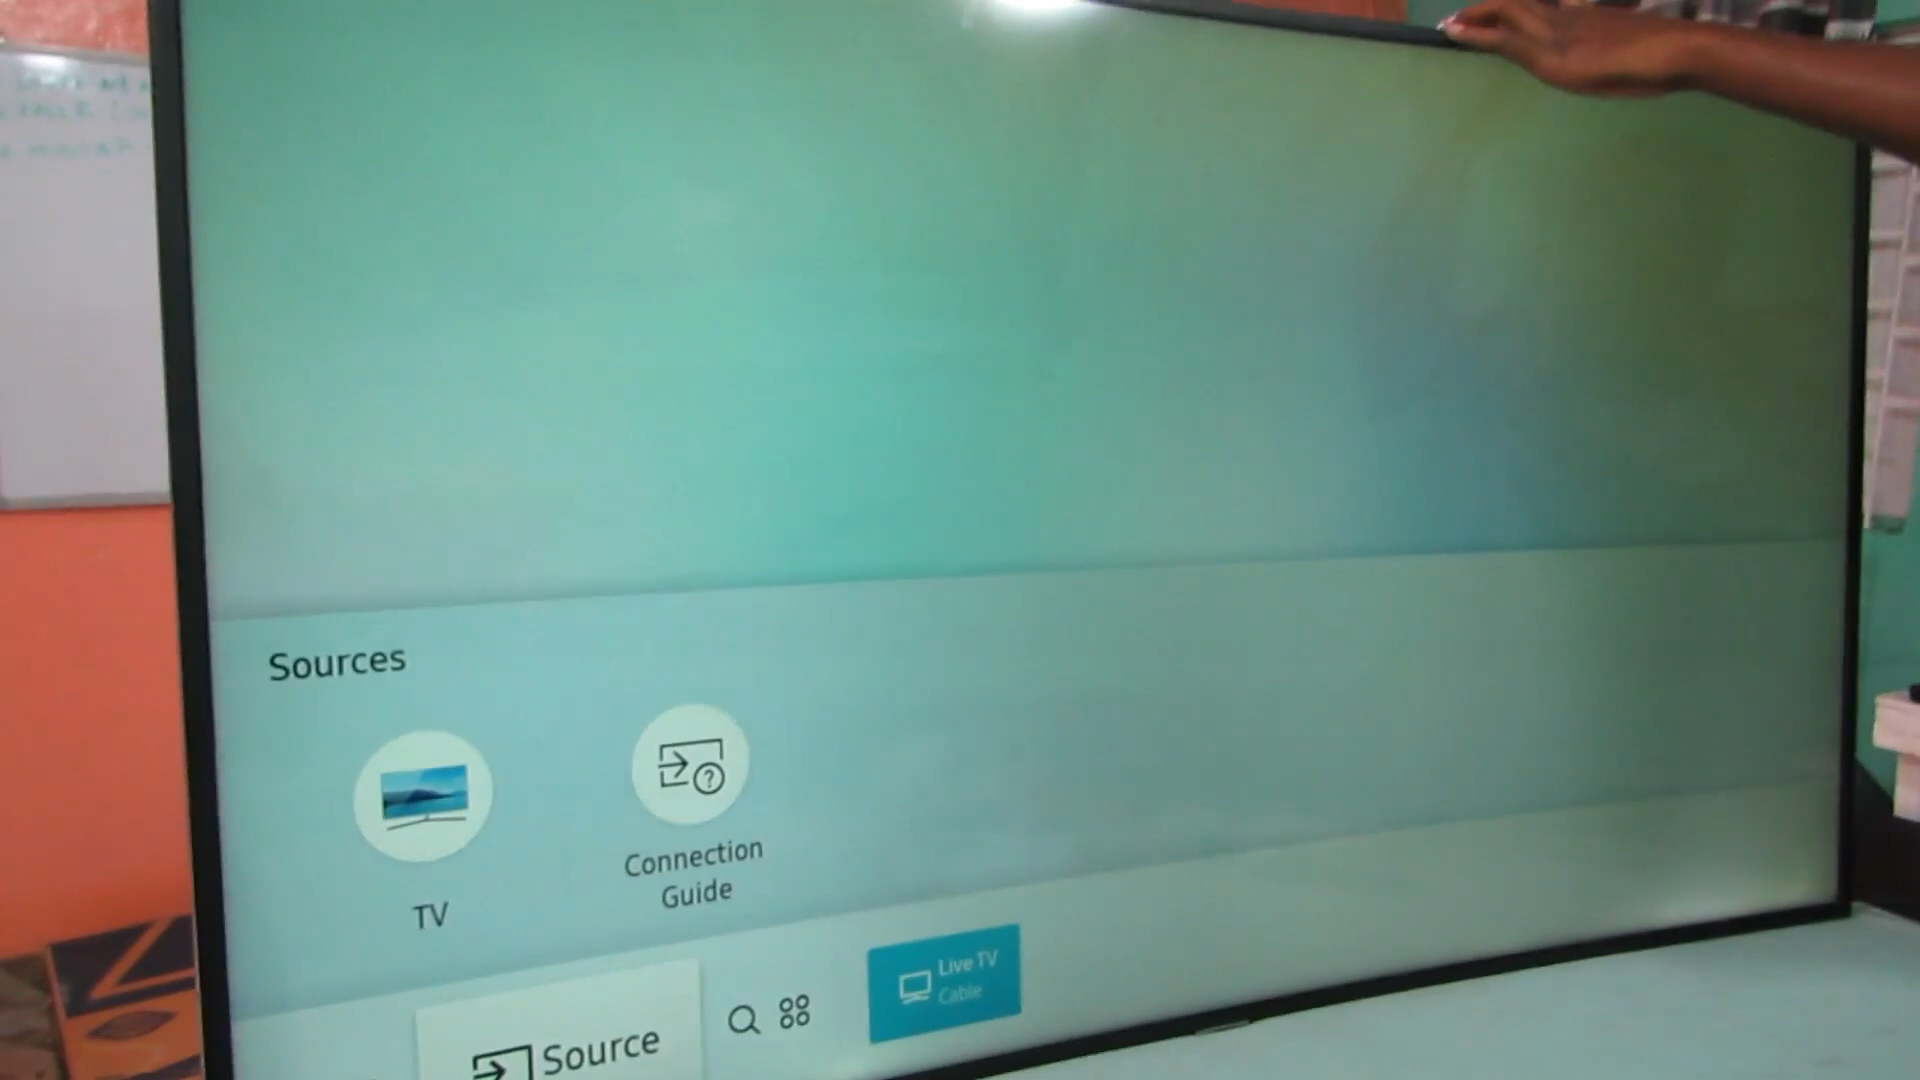 Sources
TV
Connection
Guide
Source
Live TV
Cable